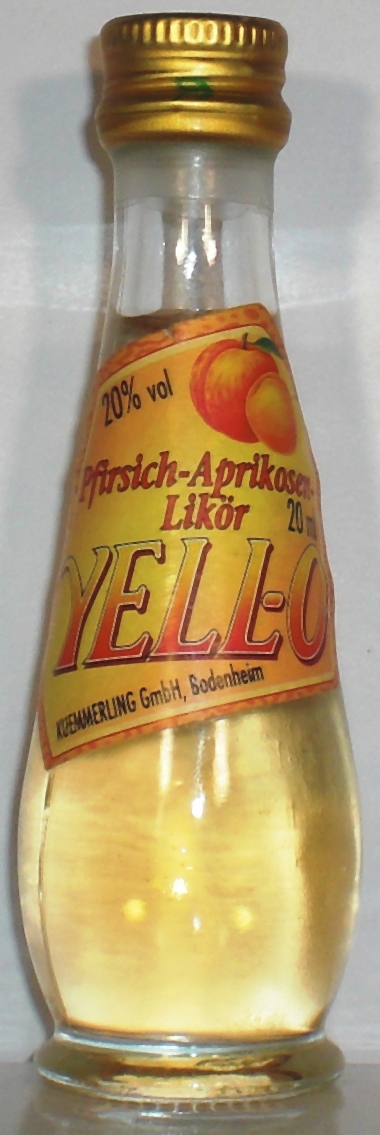 20% vol
Pfirsich-Aprikosen-
Likör 20 ml
YELL-O
KUEMMERLING GmbH, Bodenheim